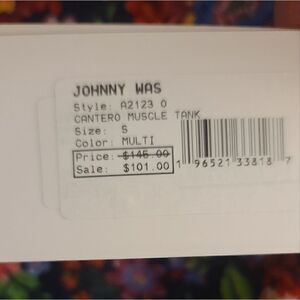 JOHNNY WAS
Style: A2123 O
CANTERO MUSCLE TANK
Size: S
Color: MULTI
Price: $145.00
Sale: $101.00
1 96521 33818 7